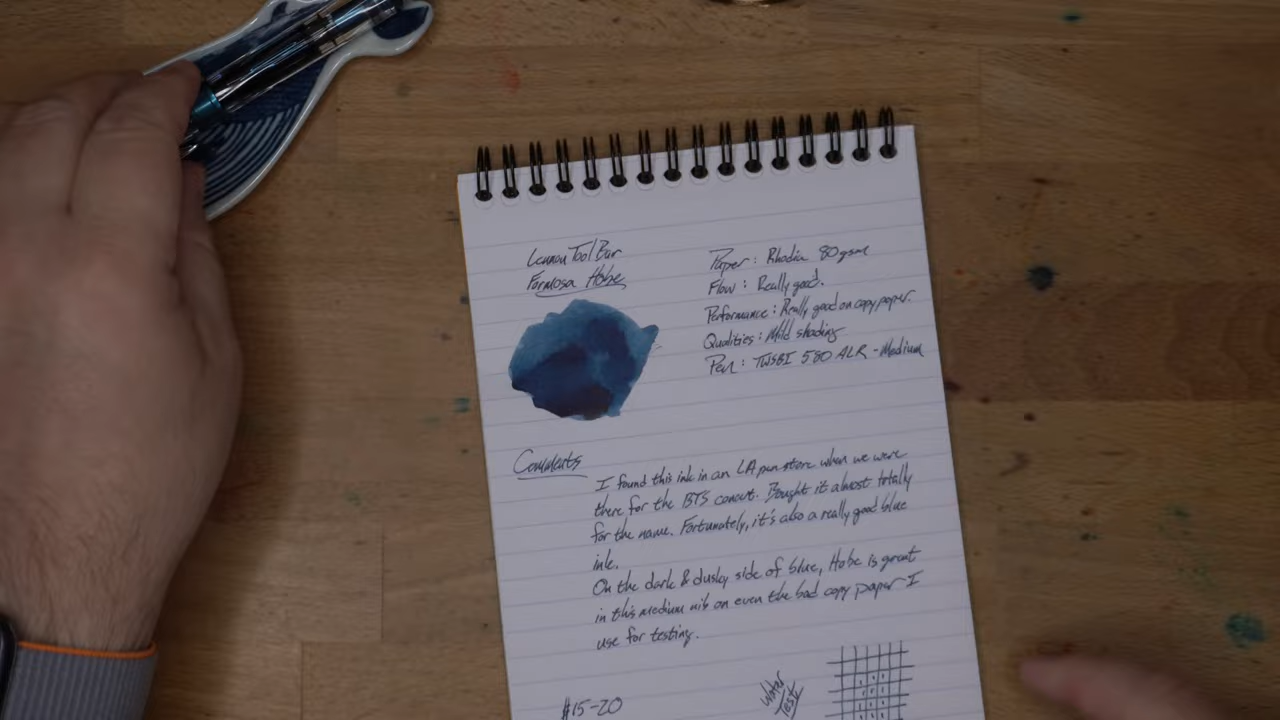 Lennon Tool Bar
Formosa Hobe
Paper : Rhodia 80gsm
Flow : Really good.
Performance : Really good on copy paper.
Qualities : Mild shading
Pen : TWSBI 580 ALR - Medium
Comments
I found this ink in an LA pen store when we were
there for the BTS concert. Bought it almost totally
for the name. Fortunately, it's also a really good blue
ink.
On the dark & dusky side of blue, Hobe is great
in this medium nib on even the bad copy paper I
use for testing.
$15-20
Water
Test